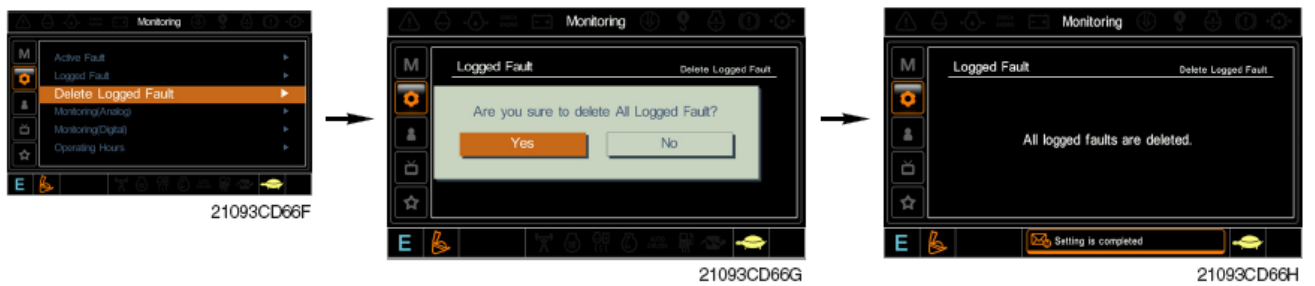 Monitoring
M
Active Fault
Logged Fault
Delete Logged Fault
Monitoring(Analog)
Monitoring(Digital)
Operating Hours
E
21093CD66F
Monitoring
M
Logged Fault
Delete Logged Fault
Are you sure to delete All Logged Fault?
Yes
No
E
21093CD66G
Monitoring
M
Logged Fault
Delete Logged Fault
All logged faults are deleted.
E
Setting is completed
21093CD66H